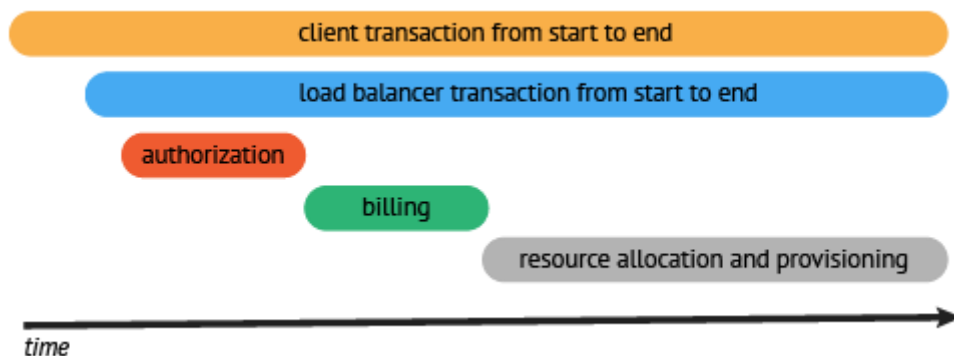 client transaction from start to end
load balancer transaction from start to end
authorization
billing
resource allocation and provisioning
time